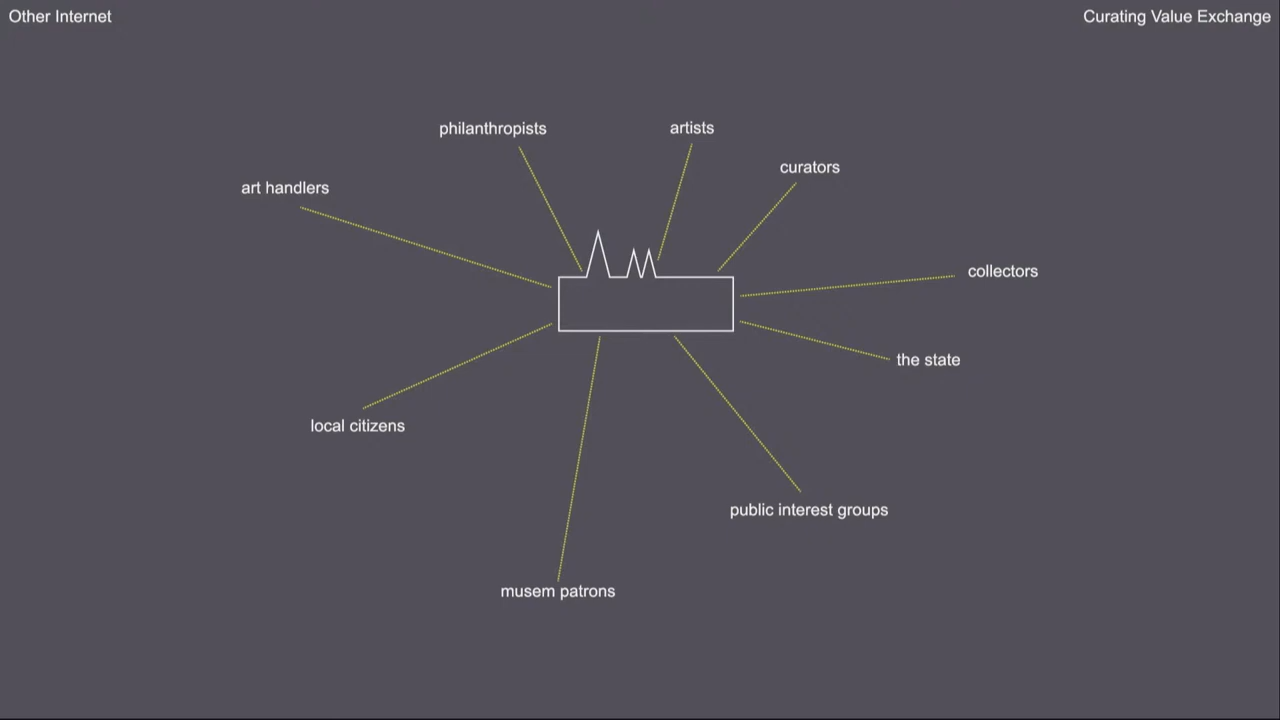 Other Internet
Curating Value Exchange
philanthropists
artists
curators
art handlers
collectors
the state
local citizens
public interest groups
musem patrons